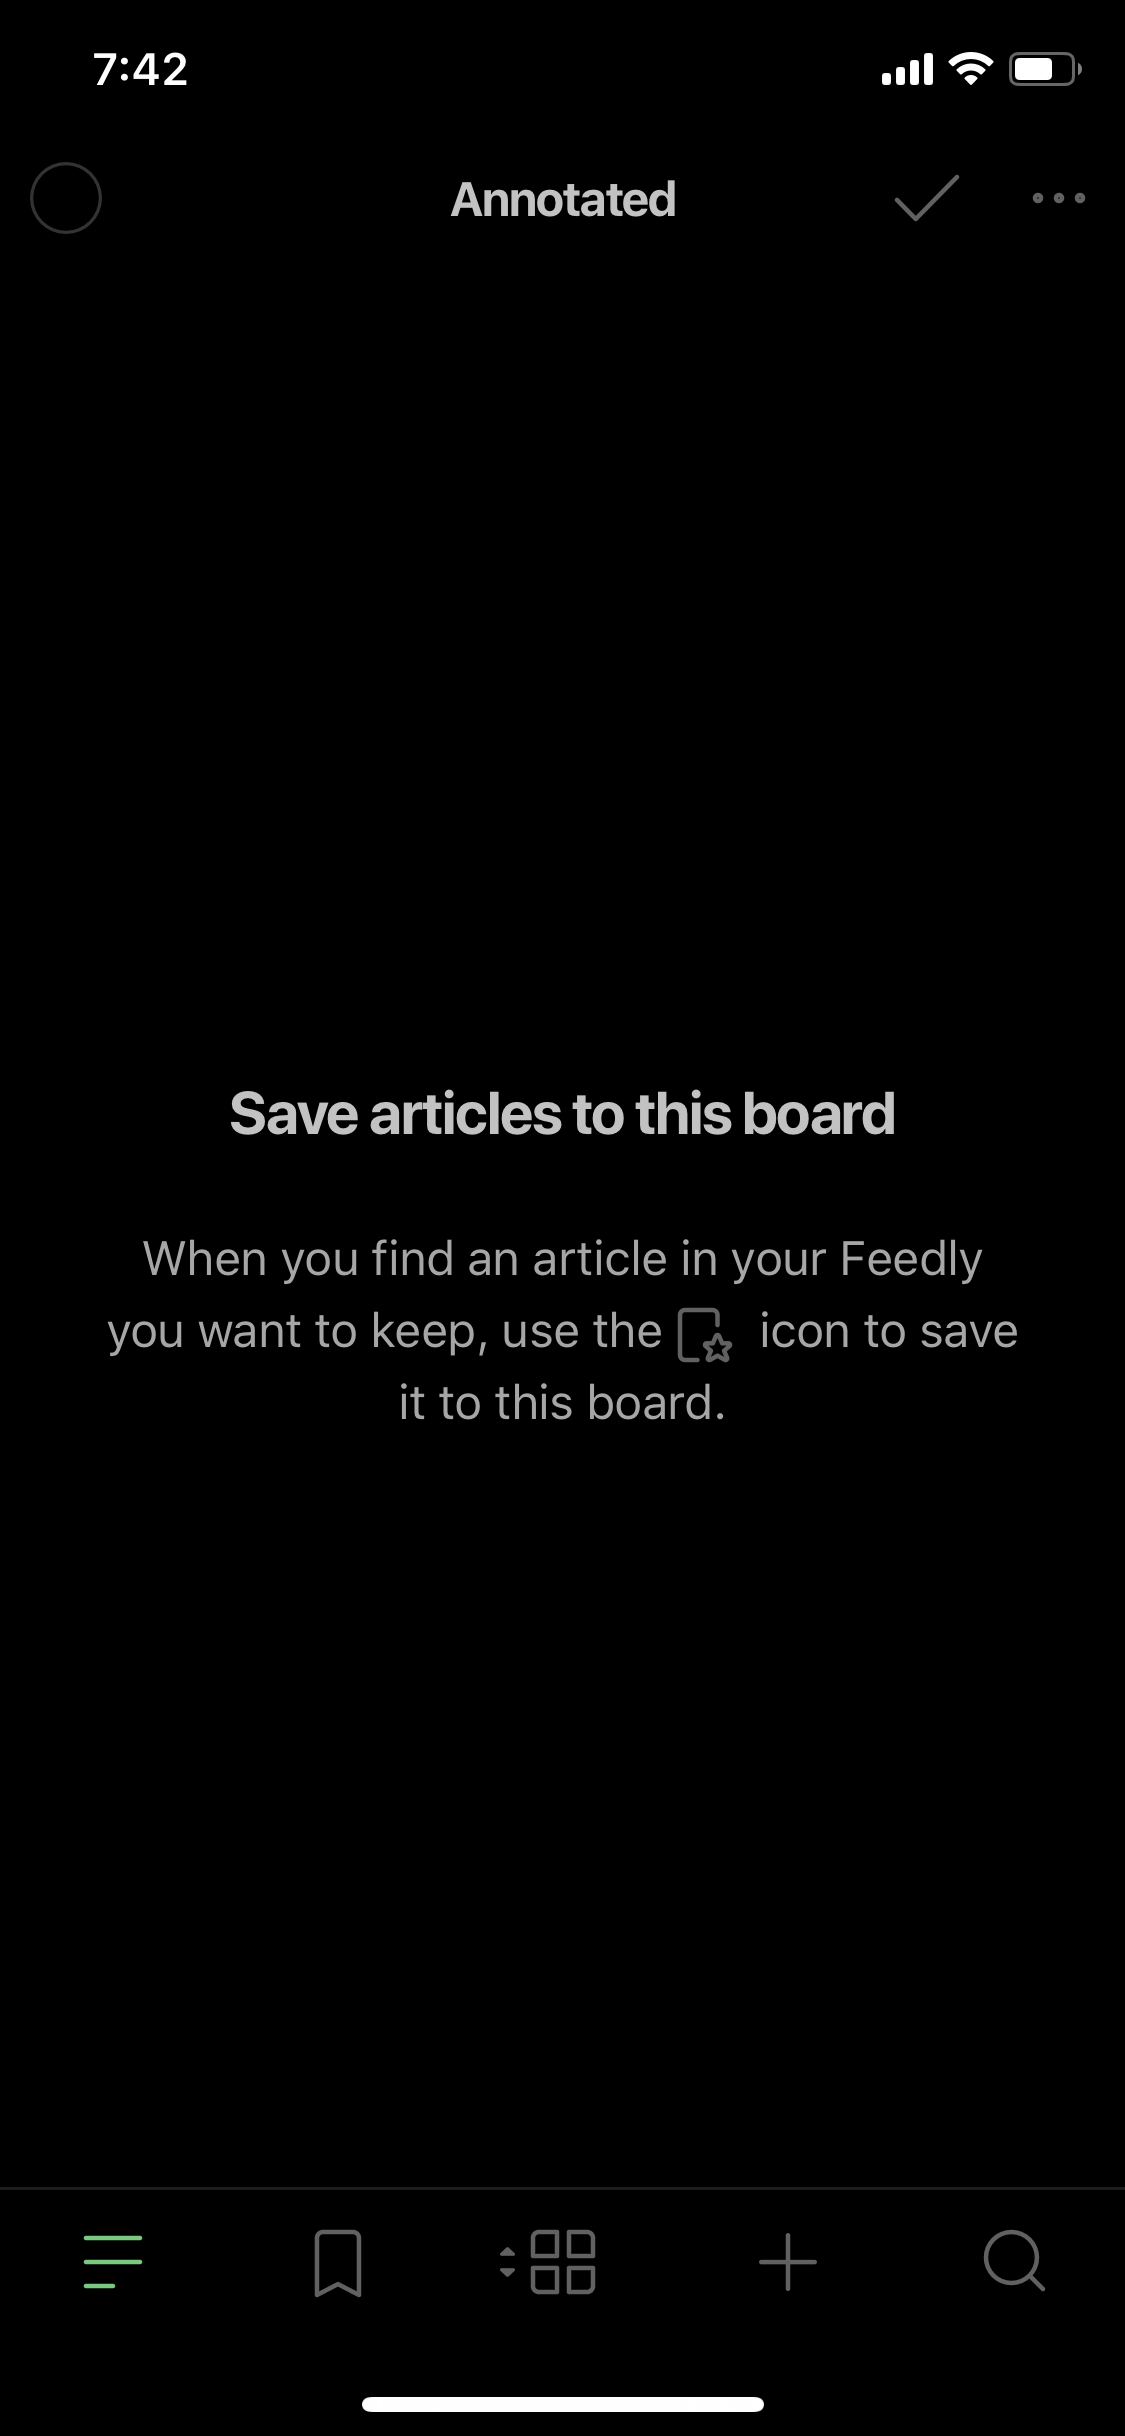 7:42
Annotated
Save articles to this board
When you find an article in your Feedly
you want to keep, use the icon to save
it to this board.